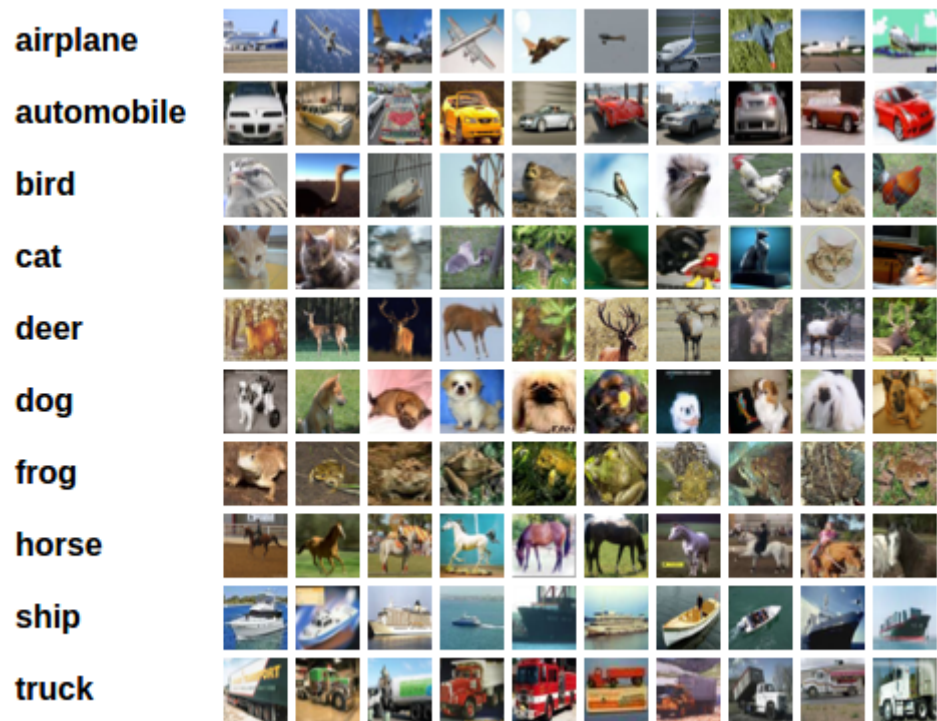 airplane
automobile
bird
cat
deer
dog
frog
horse
ship
truck